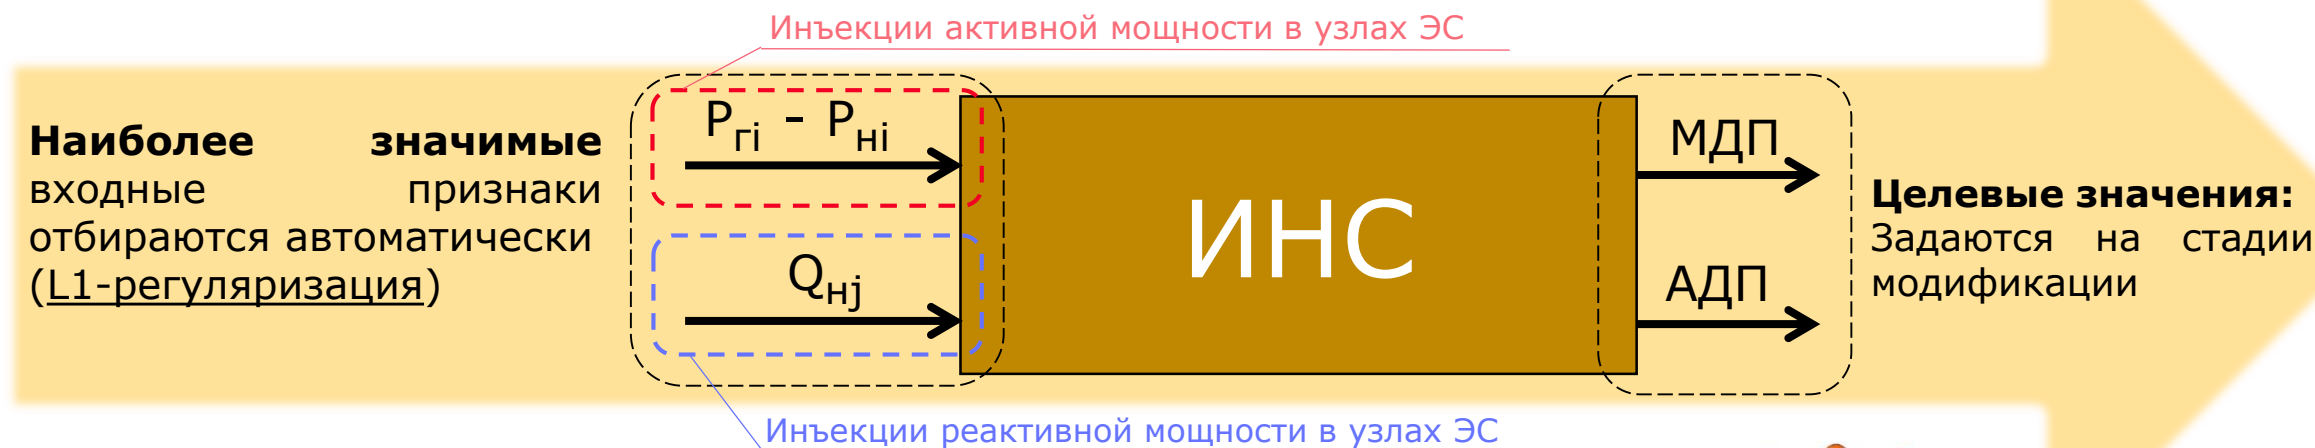 Инъекции активной мощности в узлах ЭС
Наиболее значимые
входные признаки
отбираются автоматически
(L1-регуляризация)
Pгi - Pнi
Qнj
ИНС
МДП
АДП
Целевые значения:
Задаются на стадии
модификации
Инъекции реактивной мощности в узлах ЭС